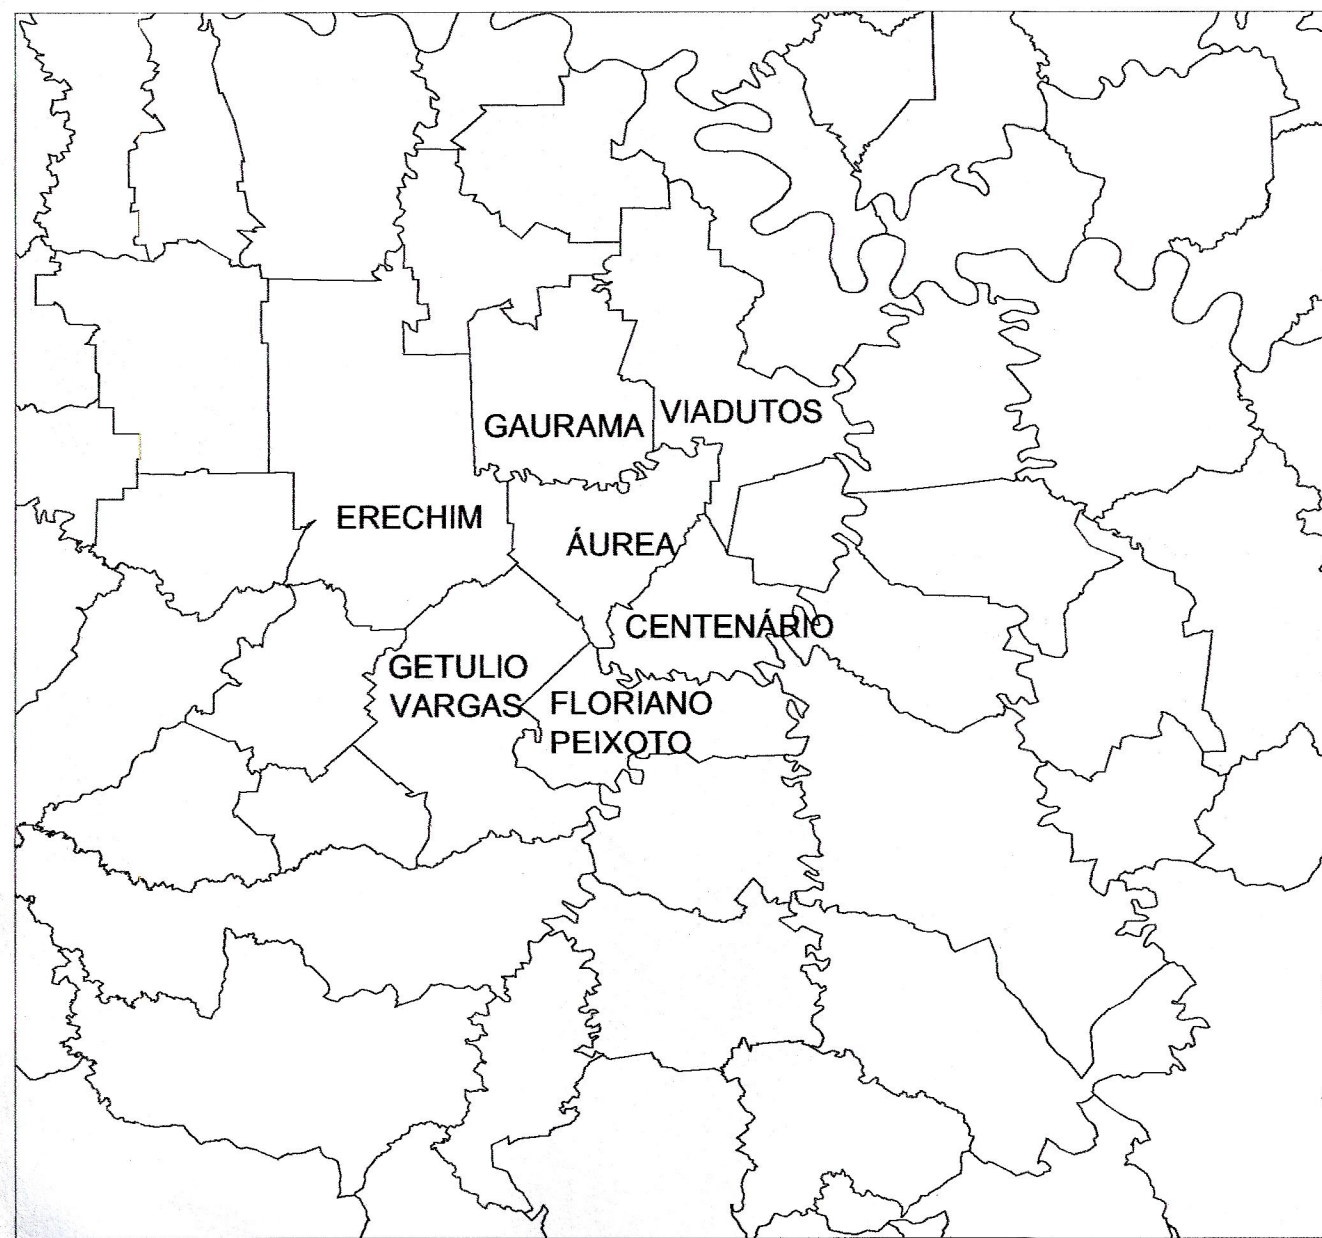 GAURAMA
VIADUTOS
ERECHIM
ÁUREA
CENTENÁRIO
GETULIO
VARGAS
FLORIANO
PEIXOTO